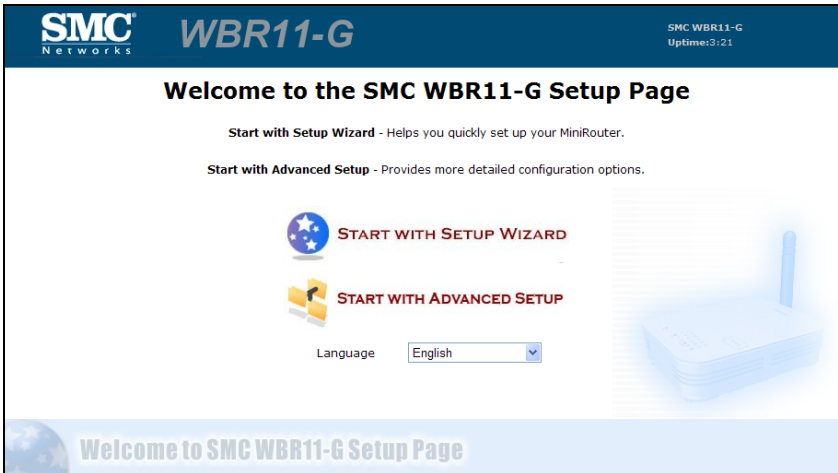 SMC®
Networks
WBR11-G
SMC WBR11-G
Uptime:3:21
Welcome to the SMC WBR11-G Setup Page
Start with Setup Wizard - Helps you quickly set up your MiniRouter.
Start with Advanced Setup - Provides more detailed configuration options.
START WITH SETUP WIZARD
START WITH ADVANCED SETUP
Language English
Welcome to SMC WBR11-G Setup Page